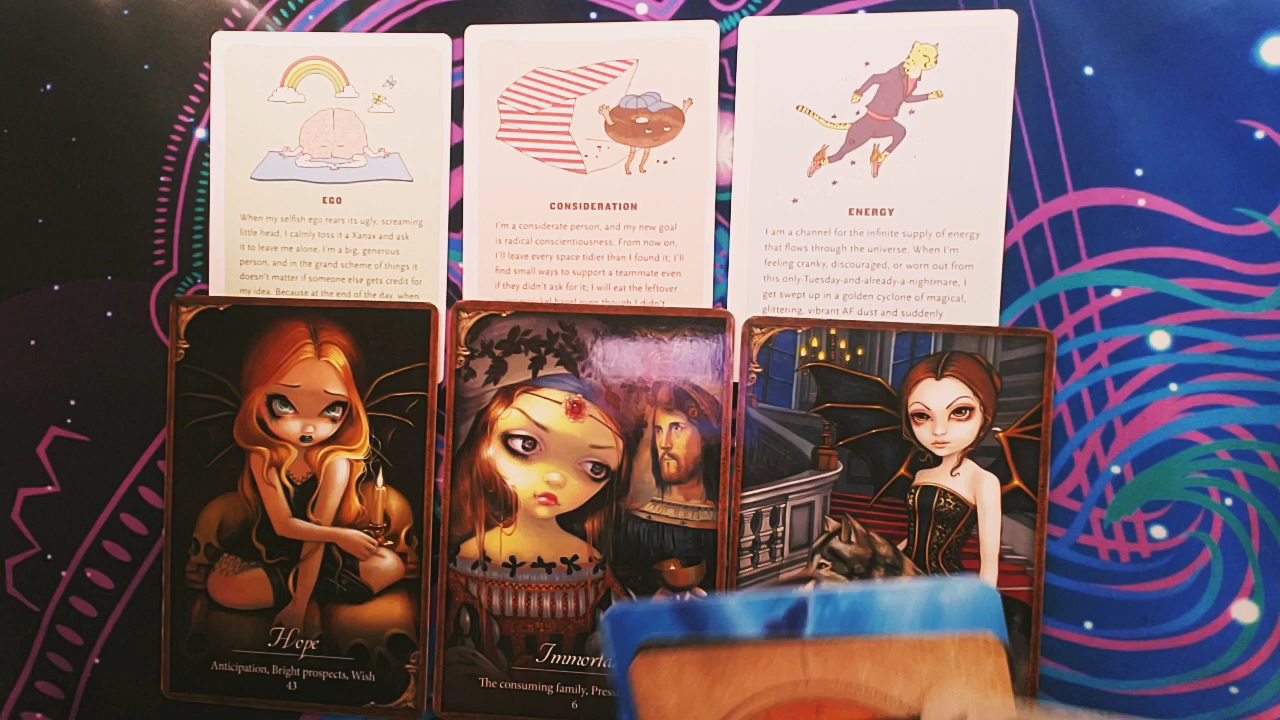 EGO
When my selfish ego rears its ugly, screaming
little head, I calmly toss it a Xanax and ask
it to leave me alone. I'm a big, generous
person, and in the grand scheme of things it
doesn't matter if someone else gets credit for
my idea. Because at the end of the day, when
CONSIDERATION
I'm a considerate person, and my new goal
is radical conscientiousness. From now on,
I'll leave every space tidier than I found it; I'll
find small ways to support a teammate even
if they didn't ask for it; I will eat the leftover
even though I didn't
ENERGY
I am a channel for the infinite supply of energy
that flows through the universe. When I'm
feeling cranky, discouraged, or worn out from
this only-Tuesday-and-already-a-nightmare, I
get swept up in a golden cyclone of magical,
glittering, vibrant AF dust and suddenly
Hope
Anticipation, Bright prospects, Wish
43
Immorta
The consuming family, Press
6